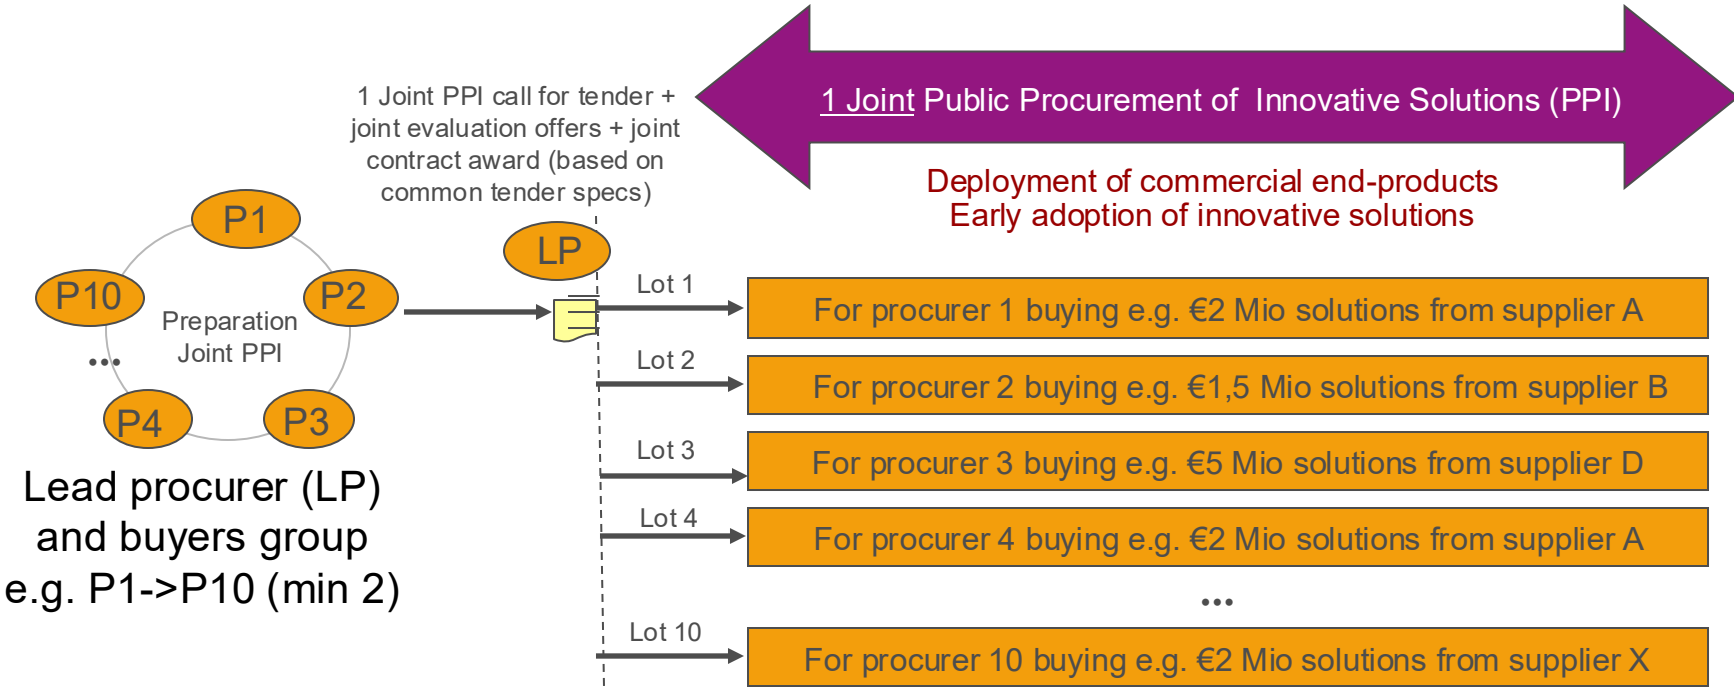 1 Joint PPI call for tender +
joint evaluation offers + joint
contract award (based on
common tender specs)
1 Joint Public Procurement of Innovative Solutions (PPI)
Deployment of commercial end-products
Early adoption of innovative solutions
P1
P2
P3
P4
...
P10
Preparation
Joint PPI
Lead procurer (LP)
and buyers group
e.g. P1->P10 (min 2)
LP
Lot 1
For procurer 1 buying e.g. €2 Mio solutions from supplier A
Lot 2
For procurer 2 buying e.g. €1,5 Mio solutions from supplier B
Lot 3
For procurer 3 buying e.g. €5 Mio solutions from supplier D
Lot 4
For procurer 4 buying e.g. €2 Mio solutions from supplier A
...
Lot 10
For procurer 10 buying e.g. €2 Mio solutions from supplier X